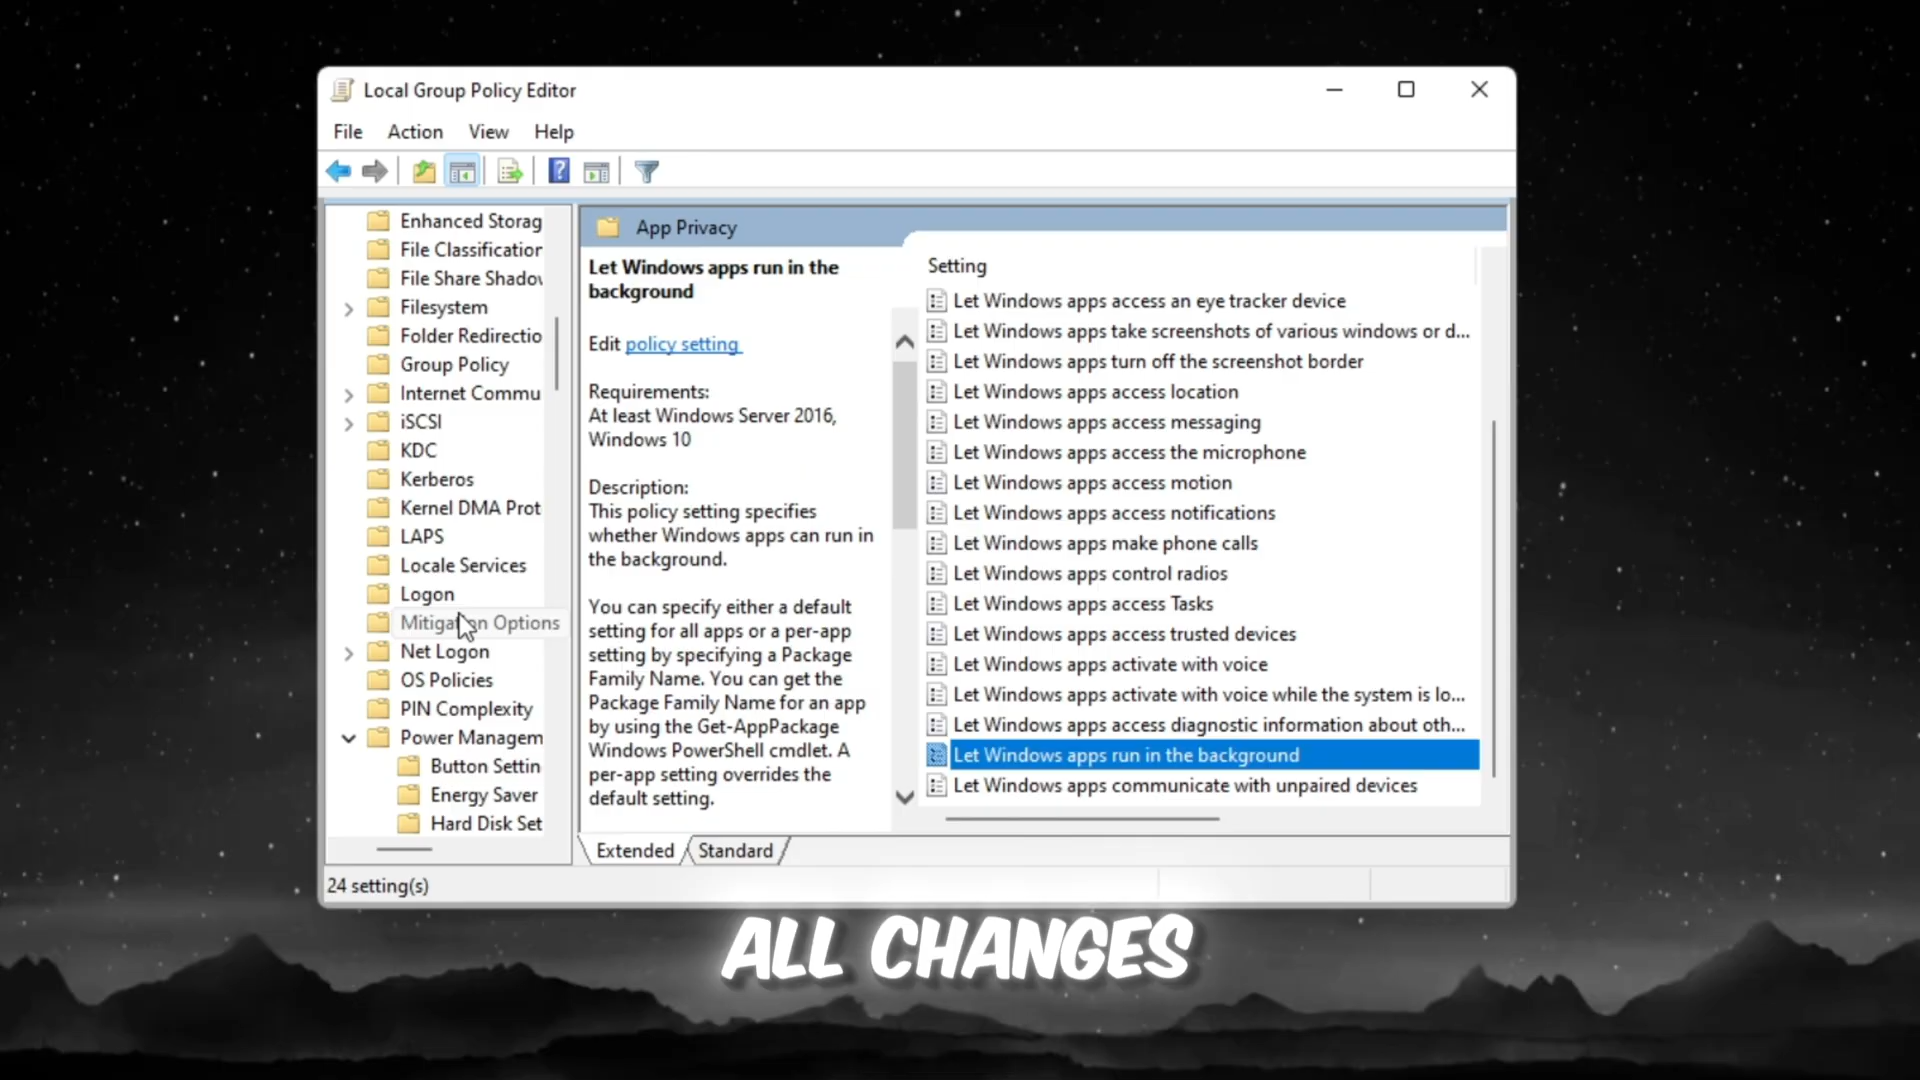 Local Group Policy Editor
File Action View Help
Enhanced Storag
File Classification
File Share Shadov
Filesystem
Folder Redirectio
Group Policy
Internet Commu
iSCSI
KDC
Kerberos
Kernel DMA Prot
LAPS
Locale Services
Logon
Mitigation Options
Net Logon
OS Policies
PIN Complexity
Power Managem
Button Settin
Energy Saver
Hard Disk Set
App Privacy
Let Windows apps run in the
background
Edit policy setting
Requirements:
At least Windows Server 2016,
Windows 10
Description:
This policy setting specifies
whether Windows apps can run in
the background.
You can specify either a default
setting for all apps or a per-app
setting by specifying a Package
Family Name. You can get the
Package Family Name for an app
by using the Get-AppPackage
Windows PowerShell cmdlet. A
per-app setting overrides the
default setting.
Setting
Let Windows apps access an eye tracker device
Let Windows apps take screenshots of various windows or d...
Let Windows apps turn off the screenshot border
Let Windows apps access location
Let Windows apps access messaging
Let Windows apps access the microphone
Let Windows apps access motion
Let Windows apps access notifications
Let Windows apps make phone calls
Let Windows apps control radios
Let Windows apps access Tasks
Let Windows apps access trusted devices
Let Windows apps activate with voice
Let Windows apps activate with voice while the system is lo...
Let Windows apps access diagnostic information about oth...
Let Windows apps run in the background
Let Windows apps communicate with unpaired devices
Extended Standard
24 setting(s)
ALL CHANGES